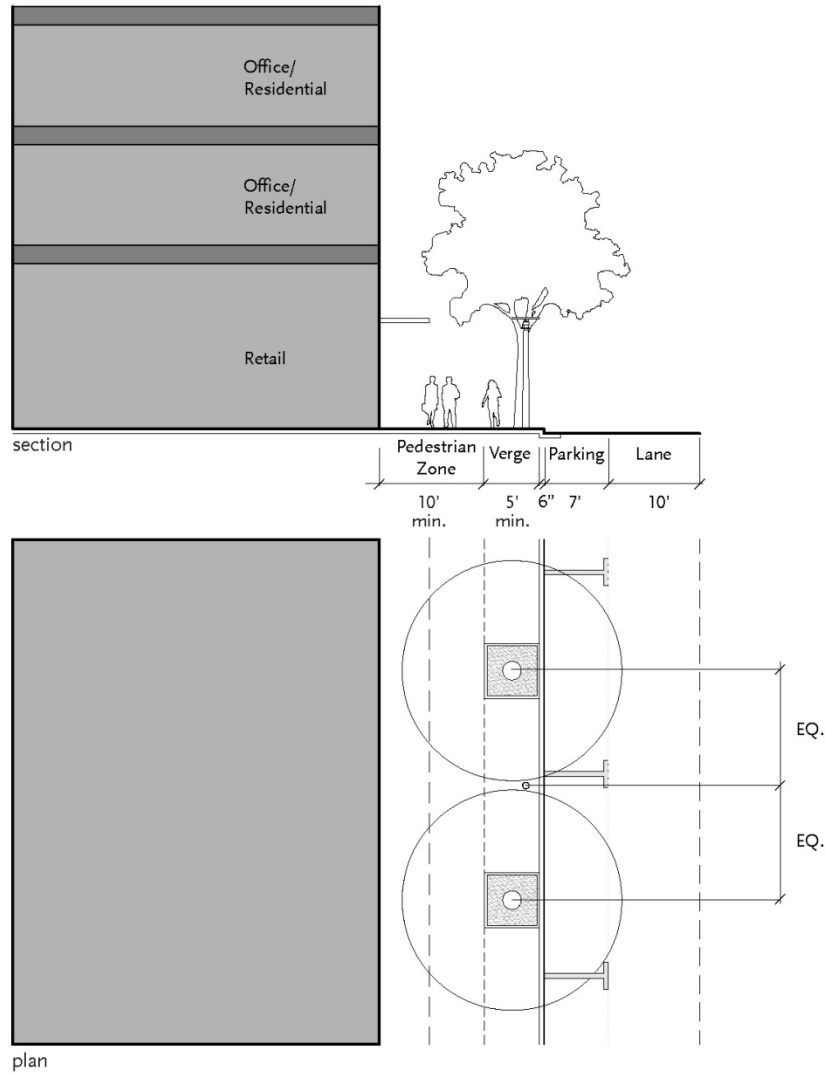 Office/
Residential
Office/
Residential
Retail
section
Pedestrian
Zone
Verge
Parking
Lane
10'
min.
5'
min.
6"
7'
10'
EQ.
EQ.
plan